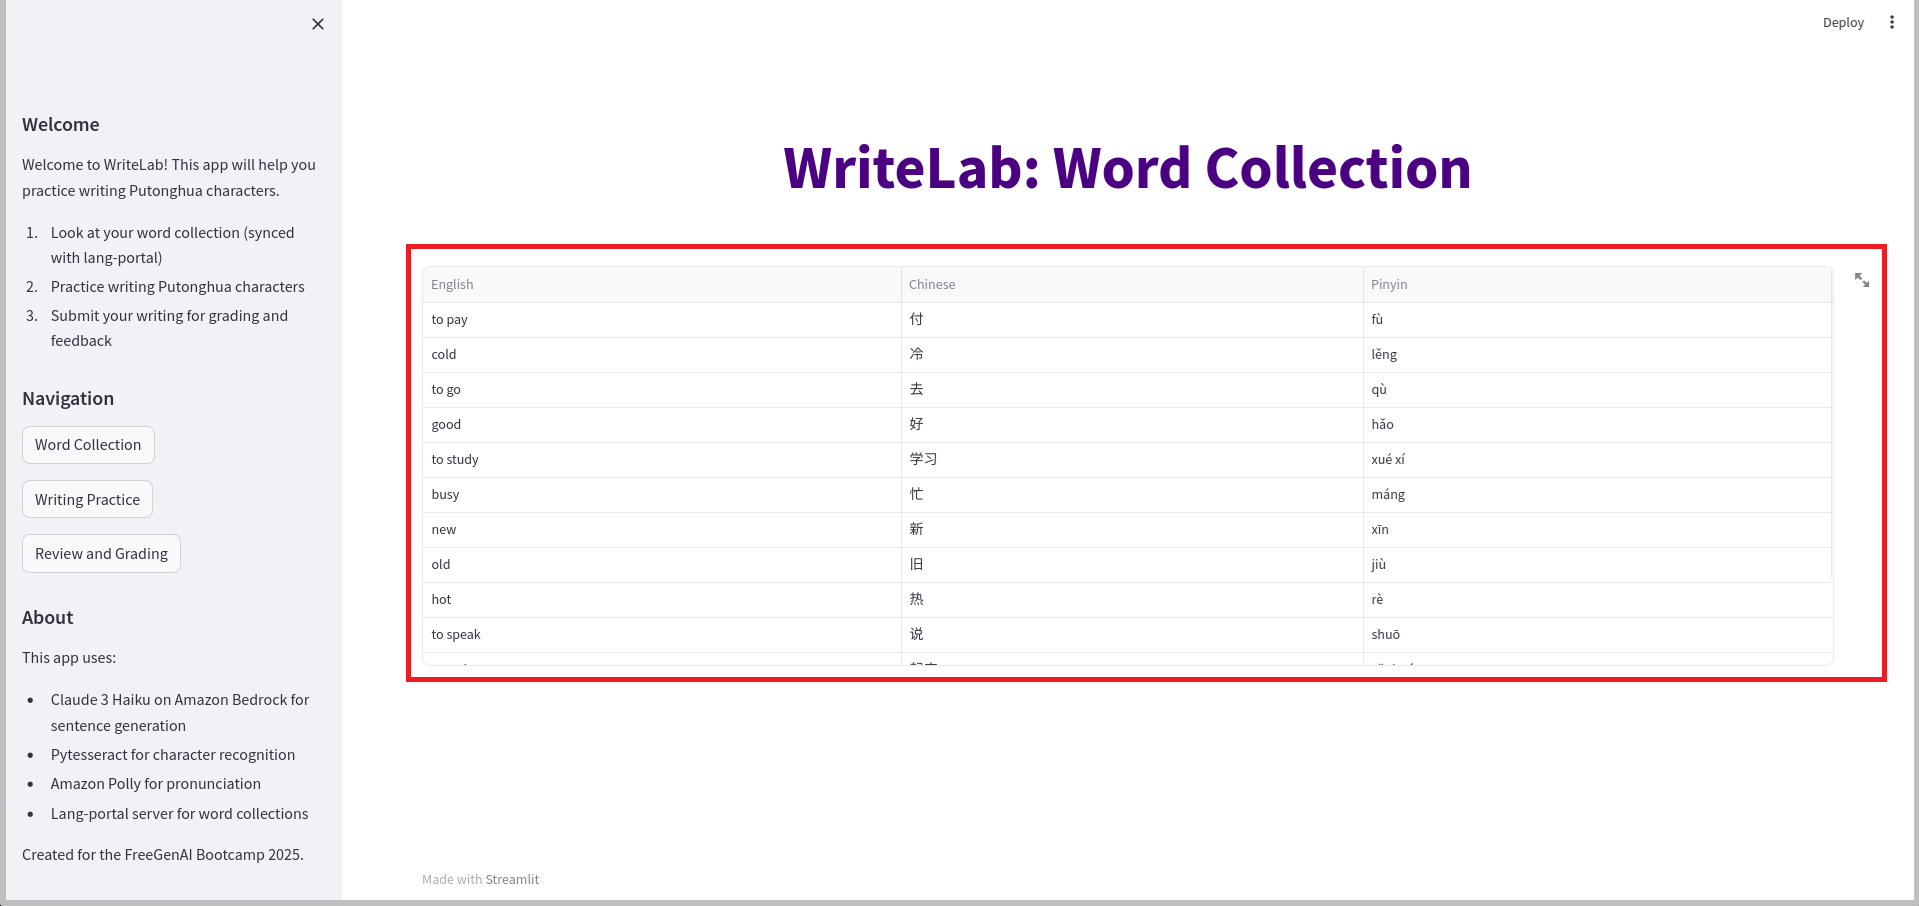 Deploy
Welcome
Welcome to WriteLab! This app will help you
practice writing Putonghua characters.
1. Look at your word collection (synced
with lang-portal)
2. Practice writing Putonghua characters
3. Submit your writing for grading and
feedback
Navigation
Word Collection
Writing Practice
Review and Grading
About
This app uses:
• Claude 3 Haiku on Amazon Bedrock for
sentence generation
• Pytesseract for character recognition
• Amazon Polly for pronunciation
• Lang-portal server for word collections
Created for the FreeGenAI Bootcamp 2025.
WriteLab: Word Collection
English Chinese Pinyin
to pay 付 fù
cold 冷 lěng
to go 去 qù
good 好 hǎo
to study 学习 xué xí
busy 忙 máng
new 新 xīn
old 旧 jiù
hot 热 rè
to speak 说 shuō
Made with Streamlit